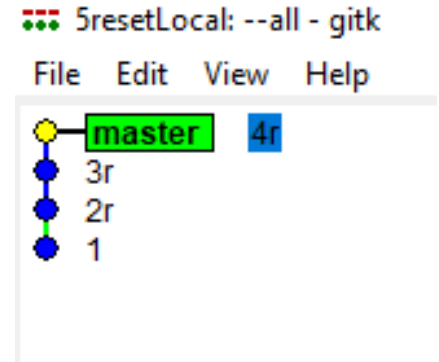 5resetLocal: --all - gitk
File Edit View Help
master 4r
3r
2r
1